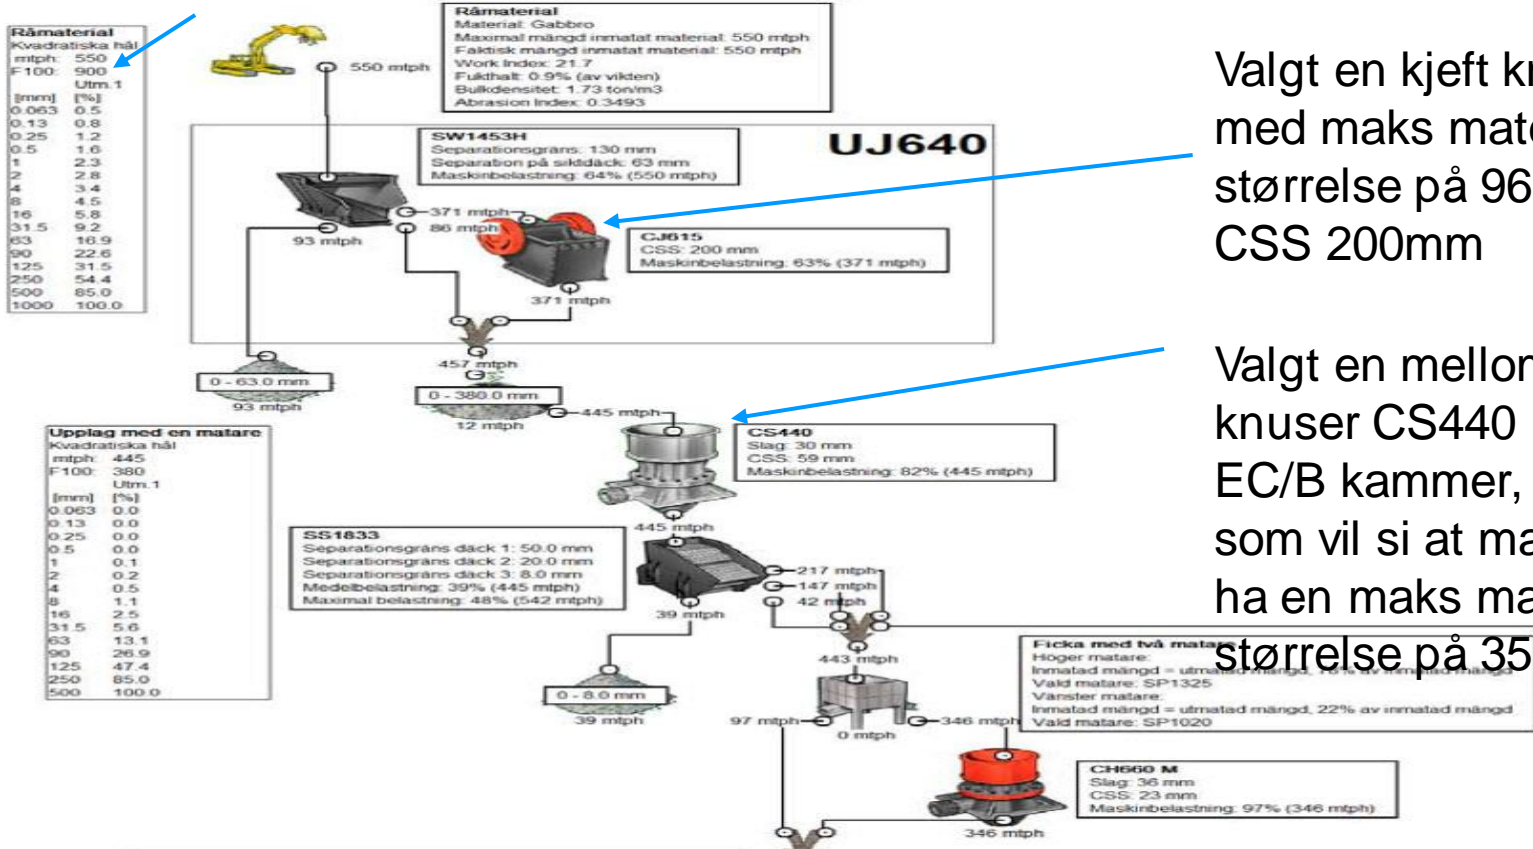 Råmaterial
Kvadratiska hål
mtph: 550
F100: 900
Utm.1
[mm] [%]
0.063 0.5
0.13 0.8
0.25 1.2
0.5 1.6
1 2.3
2 2.8
4 3.4
8 4.5
16 5.8
31.5 9.2
63 16.9
90 22.6
125 31.5
250 54.4
500 85.0
1000 100.0
550 mtph
Råmaterial
Material: Gabbro
Maximal mängd inmatat material: 550 mtph
Faktisk mängd inmatat material: 550 mtph
Work Index: 21.7
Fukthalt: 0.9% (av vikten)
Bulkdensitet: 1.73 ton/m3
Abrasion Index: 0.3493
UJ640
SW1453H
Separationsgräns: 130 mm
Separation på siktdäck: 63 mm
Maskinbelastning: 64% (550 mtph)
371 mtph
86 mtph
93 mtph
CJ615
CSS: 200 mm
Maskinbelastning: 63% (371 mtph)
371 mtph
457 mtph
0 - 63.0 mm
93 mtph
0 - 380.0 mm
12 mtph
445 mtph
Valgt en kjeft
med maks
størrelse på 96
CSS 200mm
Valgt en
knuser CS440
EC/B kammer,
som vil si at
ha en maks
størrelse på 35
Upplag med en matare
Kvadratiska hål
mtph: 445
F100: 380
Utm.1
[mm] [%]
0.063 0.0
0.13 0.0
0.25 0.0
0.5 0.0
1 0.1
2 0.2
4 0.5
8 1.1
16 2.5
31.5 5.6
63 13.1
90 26.9
125 47.4
250 85.0
500 100.0
CS440
Slag: 30 mm
CSS: 59 mm
Maskinbelastning: 82% (445 mtph)
445 mtph
SS1833
Separationsgräns däck 1: 50.0 mm
Separationsgräns däck 2: 20.0 mm
Separationsgräns däck 3: 8.0 mm
Medelbelastning: 39% (445 mtph)
Maximal belastning: 48% (542 mtph)
217 mtph
147 mtph
42 mtph
39 mtph
0 - 8.0 mm
39 mtph
443 mtph
97 mtph
346 mtph
0 mtph
Ficka med två matare
Höger matare:
Inmatad mängd = utmatad mängd, 78% av inmatad mängd
Vald matare: SP1325
Vänster matare:
Inmatad mängd = utmatad mängd, 22% av inmatad mängd
Vald matare: SP1020
CH660 M
Slag: 36 mm
CSS: 23 mm
Maskinbelastning: 97% (346 mtph)
346 mtph